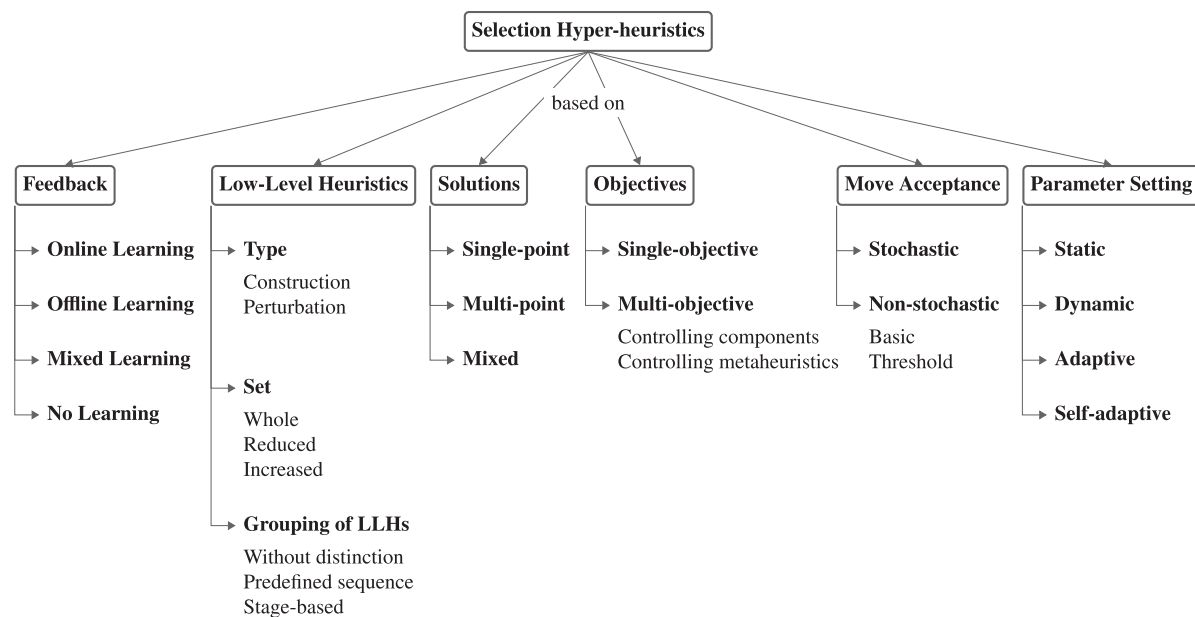 Selection Hyper-heuristics
based on
Feedback
Online Learning
Offline Learning
Mixed Learning
No Learning
Low-Level Heuristics
Type
Construction
Perturbation
Set
Whole
Reduced
Increased
Grouping of LLHs
Without distinction
Predefined sequence
Stage-based
Solutions
Single-point
Multi-point
Mixed
Objectives
Single-objective
Multi-objective
Controlling components
Controlling metaheuristics
Move Acceptance
Stochastic
Non-stochastic
Basic
Threshold
Parameter Setting
Static
Dynamic
Adaptive
Self-adaptive